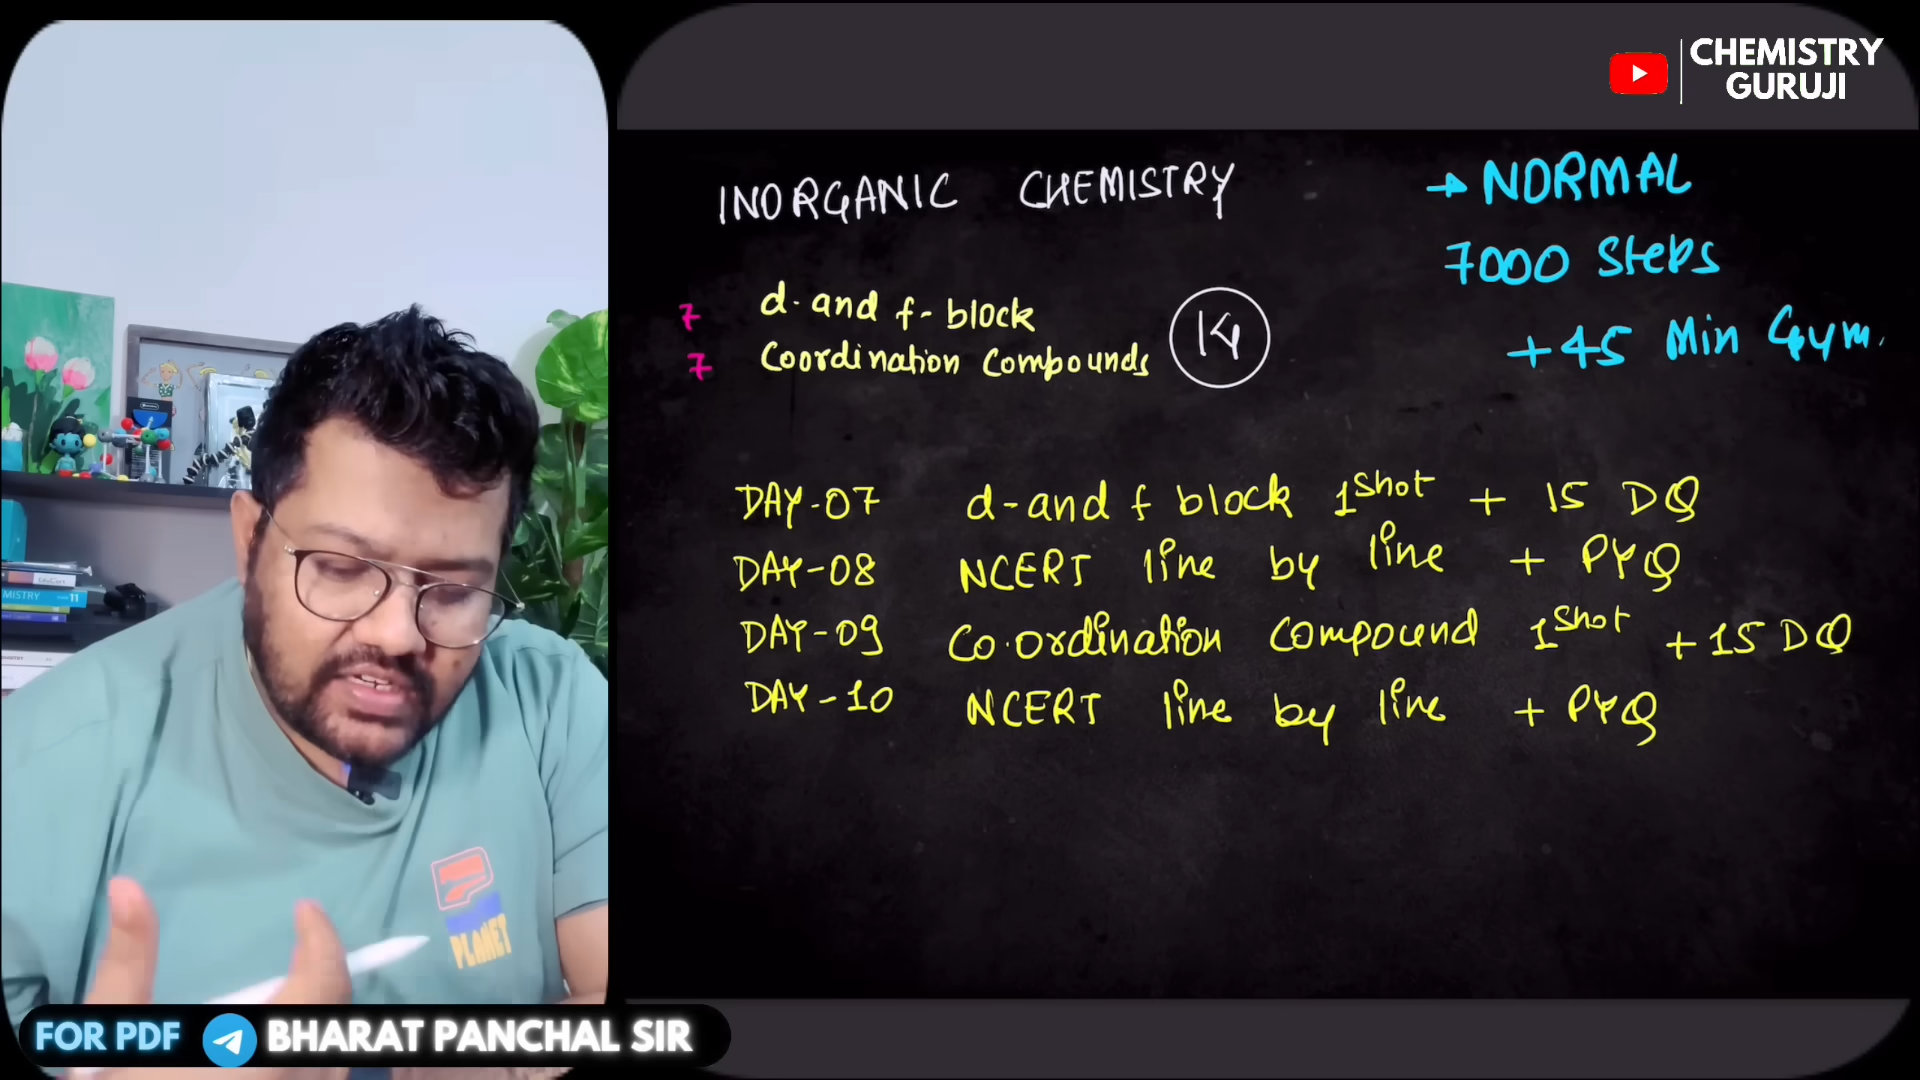 CHEMISTRY
GURUJI
INORGANIC CHEMISTRY
→ NORMAL
7000 Steps
+45 Min Gym.
7 d-and f-block
7 Coordination Compounds
14
DAY-07 d-and f block 1Shot + 15 DQ
DAY-08 NCERT line by line + PYQ
DAY-09 Co.ordination Compound 1Shot +15 DQ
DAY-10 NCERT line by line + PYQ
PLANET
FOR PDF BHARAT PANCHAL SIR